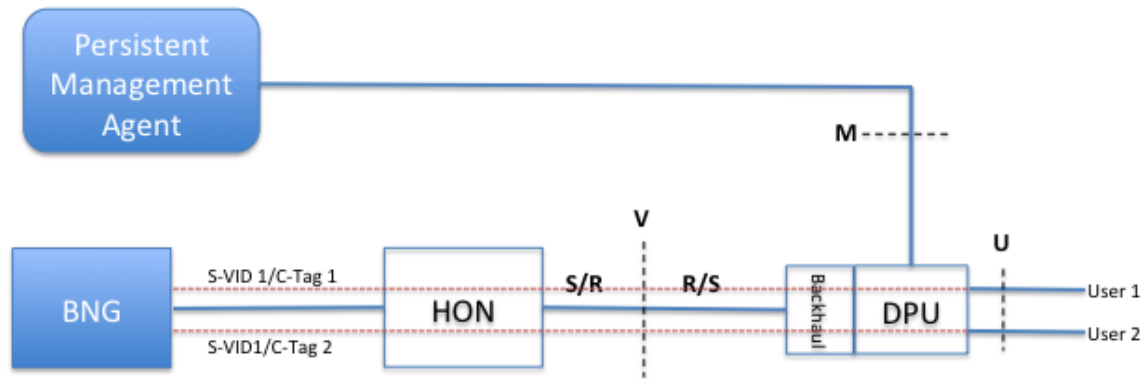 Persistent
Management
Agent
M
V
U
S-VID 1/C-Tag 1
S/R
R/S
User 1
BNG
HON
Backhaul
DPU
User 2
S-VID1/C-Tag 2